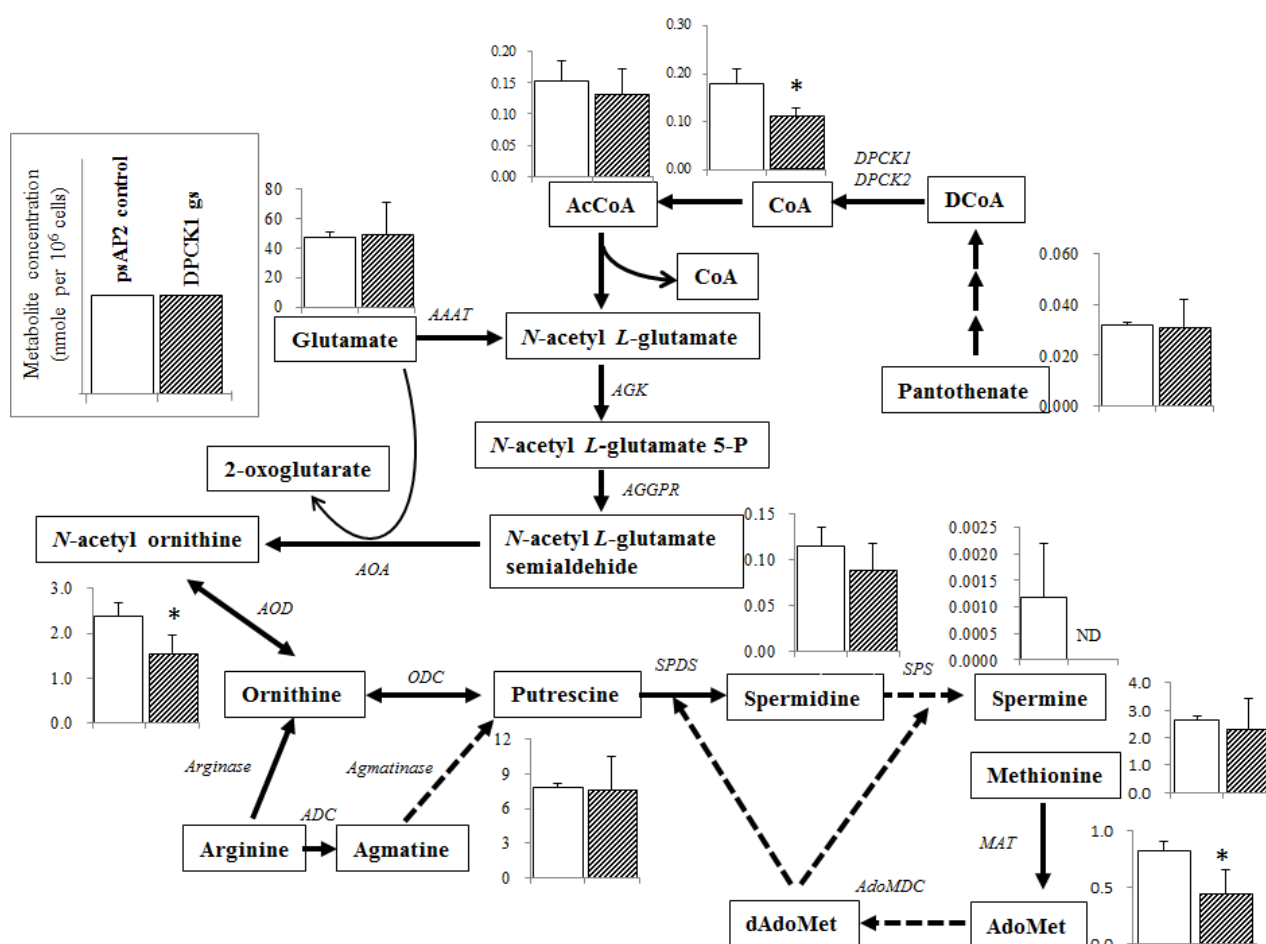 0.20
0.15
0.10
0.05
0.00
0.30
0.20
0.10
0.00
*
DPCK1
DPCK2
AcCoA
CoA
DCoA
CoA
Metabolite concentration
(nmole per 10⁶ cells)
psAP2 control
DPCK1 gs
80
60
40
20
0
Glutamate
AAAT
N-acetyl L-glutamate
0.060
0.040
0.020
0.000
Pantothenate
AGK
N-acetyl L-glutamate 5-P
2-oxoglutarate
AGGPR
N-acetyl ornithine
AOA
N-acetyl L-glutamate
semialdehide
0.15
0.10
0.05
0.00
0.0025
0.0020
0.0015
0.0010
0.0005
0.0000
ND
3.0
2.0
1.0
0.0
*
AOD
Ornithine
ODC
Putrescine
SPDS
Spermidine
SPS
Spermine
4.0
3.0
2.0
1.0
0.0
Methionine
Arginase
Agmatinase
12
9
6
3
0
ADC
Arginine
Agmatine
MAT
1.0
0.5
0.0
*
AdoMDC
dAdoMet
AdoMet